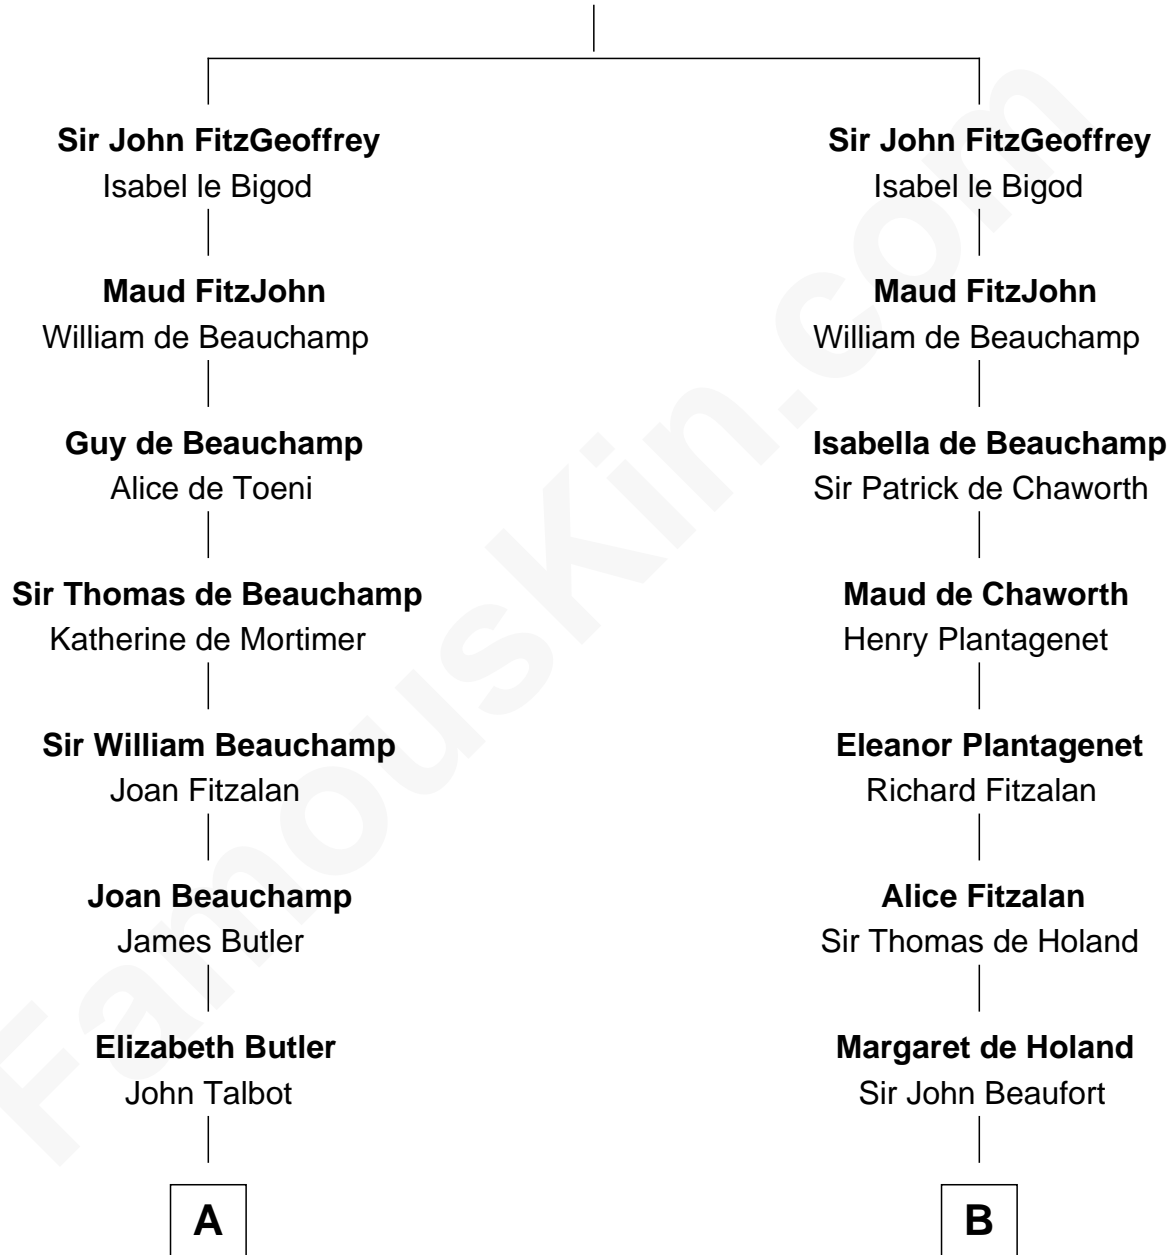 Sir John FitzGeoffrey
Isabel le Bigod
Maud FitzJohn
William de Beauchamp
Guy de Beauchamp
Alice de Toeni
Sir Thomas de Beauchamp
Katherine de Mortimer
Sir William Beauchamp
Joan Fitzalan
Joan Beauchamp
James Butler
Elizabeth Butler
John Talbot
A
Sir John FitzGeoffrey
Isabel le Bigod
Maud FitzJohn
William de Beauchamp
Isabella de Beauchamp
Sir Patrick de Chaworth
Maud de Chaworth
Henry Plantagenet
Eleanor Plantagenet
Richard Fitzalan
Alice Fitzalan
Sir Thomas de Holand
Margaret de Holand
Sir John Beaufort
B
FamousKin.com